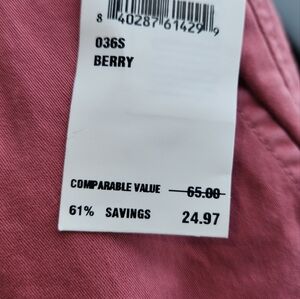 8 40287 61429 9
036S
BERRY
COMPARABLE VALUE 65.00
61% SAVINGS 24.97